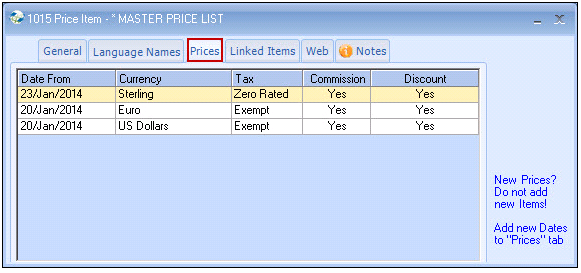 1015 Price Item - * MASTER PRICE LIST
General Language Names Prices Linked Items Web Notes
Date From Currency Tax Commission Discount
23/Jan/2014 Sterling Zero Rated Yes Yes
20/Jan/2014 Euro Exempt Yes Yes
20/Jan/2014 US Dollars Exempt Yes Yes
New Prices?
Do not add
new Items!
Add new Dates
to "Prices" tab